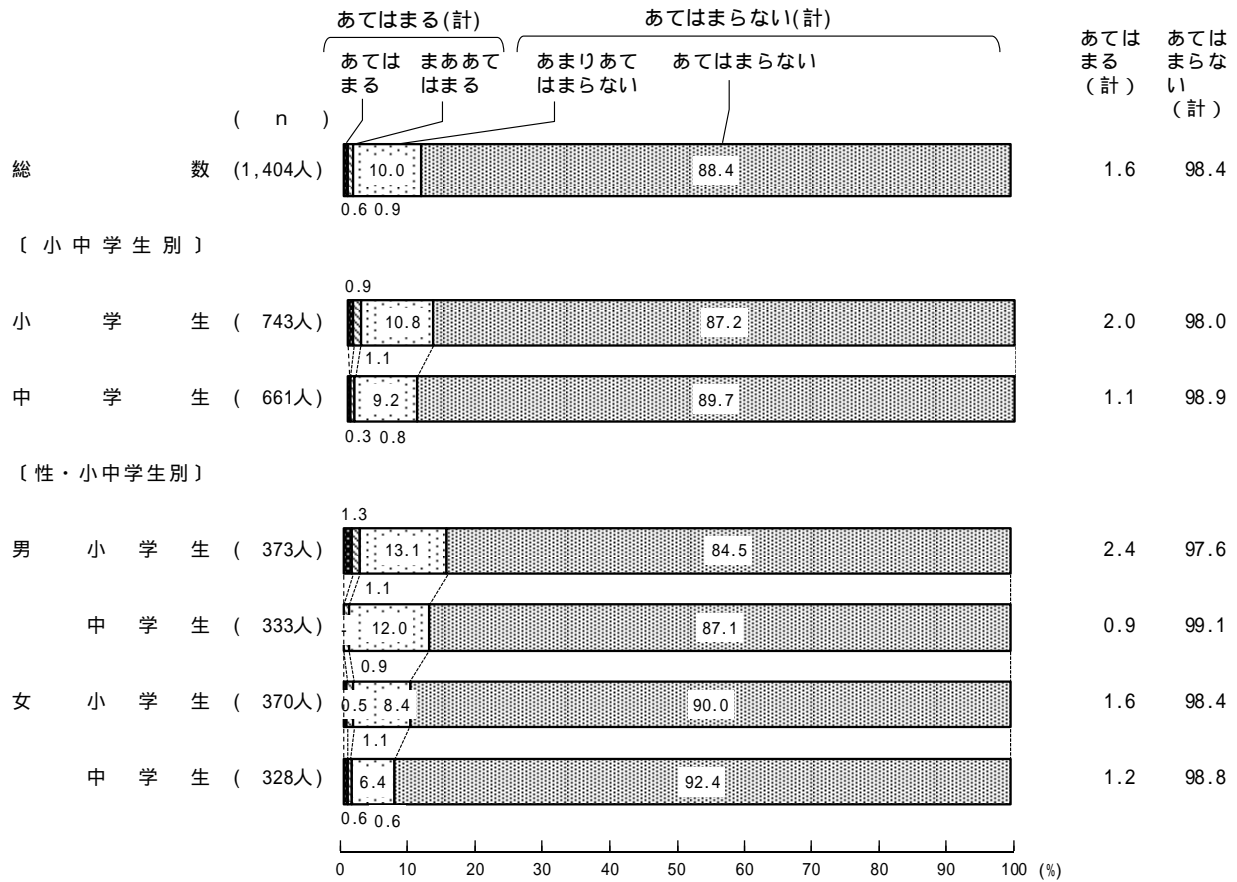 あてはまる(計) あてはまらない(計)
あてはまる まああてはまる あまりあてはまらない あてはまらない あてはまる(計) あてはまらない(計)
( n )
総 数 (1,404人) 10.0 88.4 1.6 98.4
0.6 0.9
〔小中学生別〕
0.9
小 学 生 ( 743人) 10.8 87.2 2.0 98.0
1.1
中 学 生 ( 661人) 9.2 89.7 1.1 98.9
0.3 0.8
〔性・小中学生別〕
1.3
男 小 学 生 ( 373人) 13.1 84.5 2.4 97.6
1.1
中 学 生 ( 333人) - 12.0 87.1 0.9 99.1
0.9
女 小 学 生 ( 370人) 0.5 8.4 90.0 1.6 98.4
1.1
中 学 生 ( 328人) 6.4 92.4 1.2 98.8
0.6 0.6
0 10 20 30 40 50 60 70 80 90 100 (%)